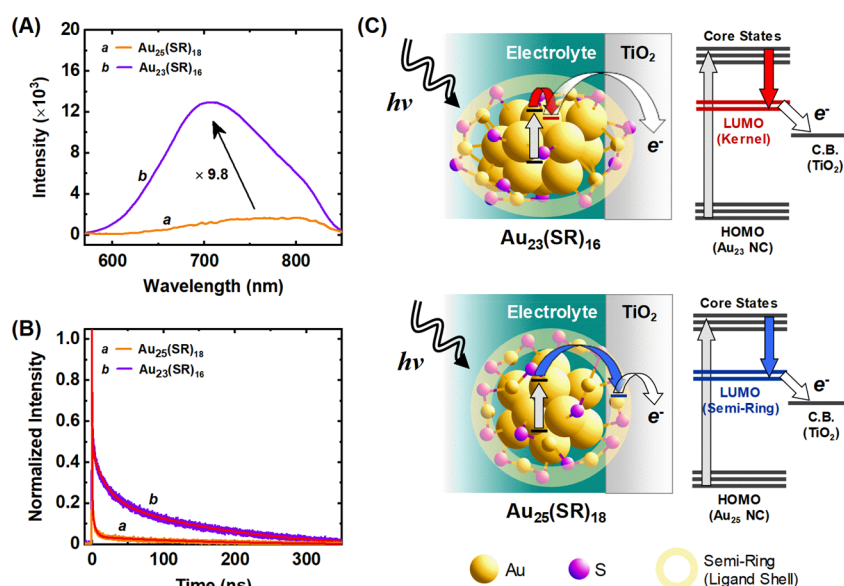 (A)
a Au25(SR)18
b Au23(SR)16
20
16
12
8
4
0
Intensity (×10³)
b
× 9.8
a
600 700 800
Wavelength (nm)
(B)
a Au25(SR)18
b Au23(SR)16
1.0
0.8
0.6
0.4
0.2
0
Normalized Intensity
b
a
0 100 200 300
Time (ns)
(C)
Electrolyte TiO2
hν
e-
Au23(SR)16
Core States
e-
LUMO
(Kernel)
C.B.
(TiO2)
HOMO
(Au23 NC)
Electrolyte TiO2
hν
e-
Au25(SR)18
Core States
e-
LUMO
(Semi-Ring)
C.B.
(TiO2)
HOMO
(Au25 NC)
Au
S
Semi-Ring
(Ligand Shell)